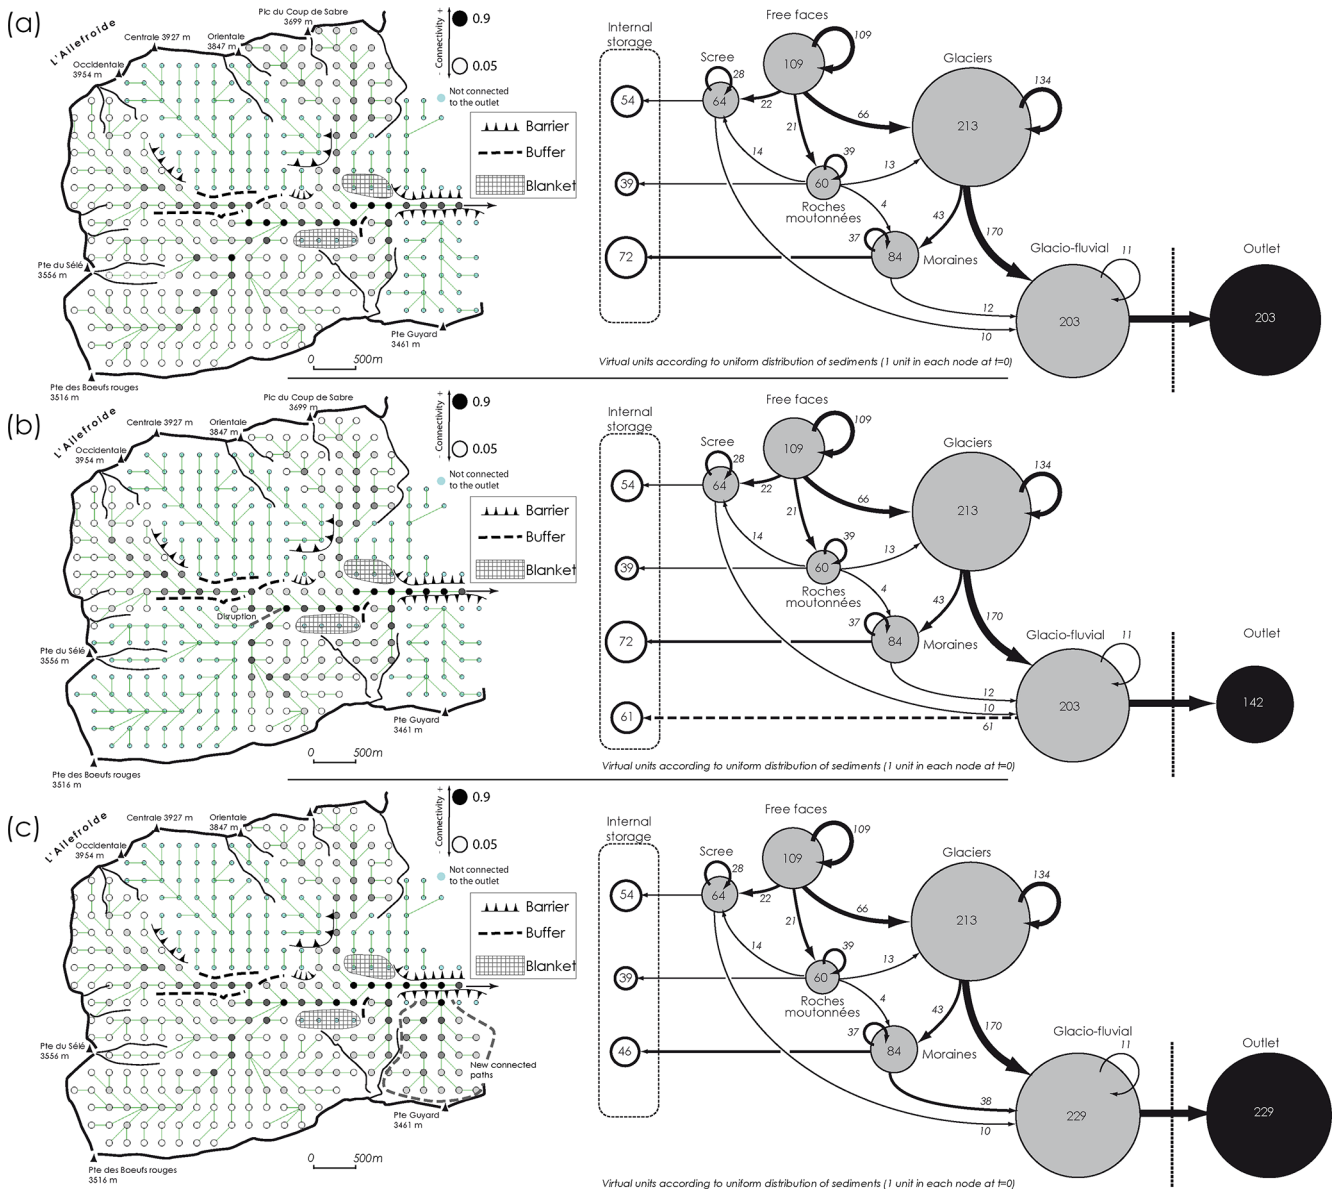 (a)
L'Ailefroide
Pic du Coup de Sabre
3699 m
Centrale 3927 m
Orientale
3847 m
Occidentale
3954 m
Pte du Sélé
3556 m
Pte des Boeufs rouges
3516 m
Pte Guyard
3461 m
0 500m
- Connectivity +
0.9
0.05
Not connected
to the outlet
Barrier
Buffer
Blanket
Internal
storage
54
39
72
Free faces
109
109
Scree
28
64
22
21
66
Glaciers
134
213
14
39
60
13
Roches
moutonnées
4
37
84
Moraines
43
170
Glacio-fluvial
11
203
12
10
Outlet
203
Virtual units according to uniform distribution of sediments (1 unit in each node at t=0)
(b)
L'Ailefroide
Pic du Coup de Sabre
3699 m
Centrale 3927 m
Orientale
3847 m
Occidentale
3954 m
Disruption
Pte du Sélé
3556 m
Pte des Boeufs rouges
3516 m
Pte Guyard
3461 m
0 500m
- Connectivity +
0.9
0.05
Not connected
to the outlet
Barrier
Buffer
Blanket
Internal
storage
54
39
72
61
Free faces
109
109
Scree
28
64
22
21
66
Glaciers
134
213
14
39
60
13
Roches
moutonnées
4
37
84
Moraines
43
170
Glacio-fluvial
11
203
12
10
61
Outlet
142
Virtual units according to uniform distribution of sediments (1 unit in each node at t=0)
(c)
L'Ailefroide
Centrale 3927 m
Orientale
3847 m
Occidentale
3954 m
Pte du Sélé
3556 m
New connected
paths
Pte Guyard
3461 m
Pte des Boeufs rouges
3516 m
0 500m
- Connectivity +
0.9
0.05
Not connected
to the outlet
Barrier
Buffer
Blanket
Internal
storage
54
39
46
Free faces
109
109
Scree
28
64
22
21
66
Glaciers
134
213
14
39
60
13
Roches
moutonnées
4
37
84
Moraines
43
170
Glacio-fluvial
11
229
38
10
Outlet
229
Virtual units according to uniform distribution of sediments (1 unit in each node at t=0)